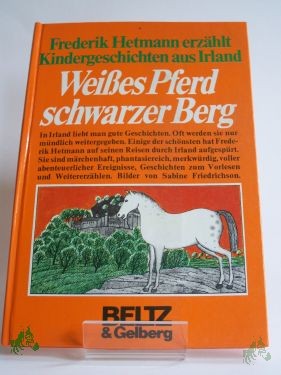 Frederik Hetmann erzählt
Kindergeschichten aus Irland
Weißes Pferd
schwarzer Berg
In Irland liebt man gute Geschichten. Oft werden sie nur
mündlich weitergegeben. Einige der schönsten hat Frede-
rik Hetmann auf seinen Reisen durch Irland aufgespürt.
Sie sind märchenhaft, phantasiereich, merkwürdig, voller
abenteuerlicher Ereignisse, Geschichten zum Vorlesen
und Weitererzählen. Bilder von Sabine Friedrichson.
BELTZ
& Gelberg